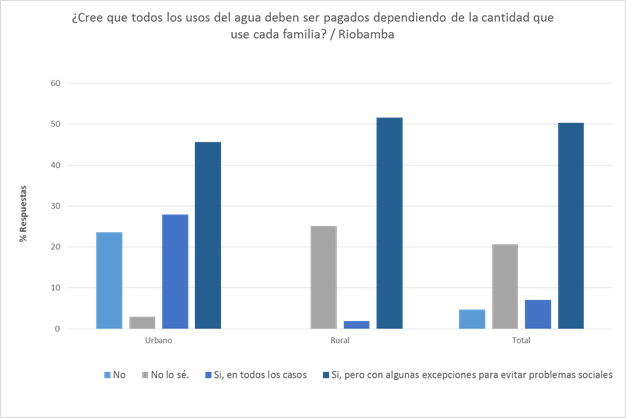 ¿Cree que todos los usos del agua deben ser pagados dependiendo de la cantidad que
use cada familia? / Riobamba
60
50
40
30
20
10
0
% Respuestas
Urbano
Rural
Total
No
No lo sé.
Si, en todos los casos
Si, pero con algunas excepciones para evitar problemas sociales